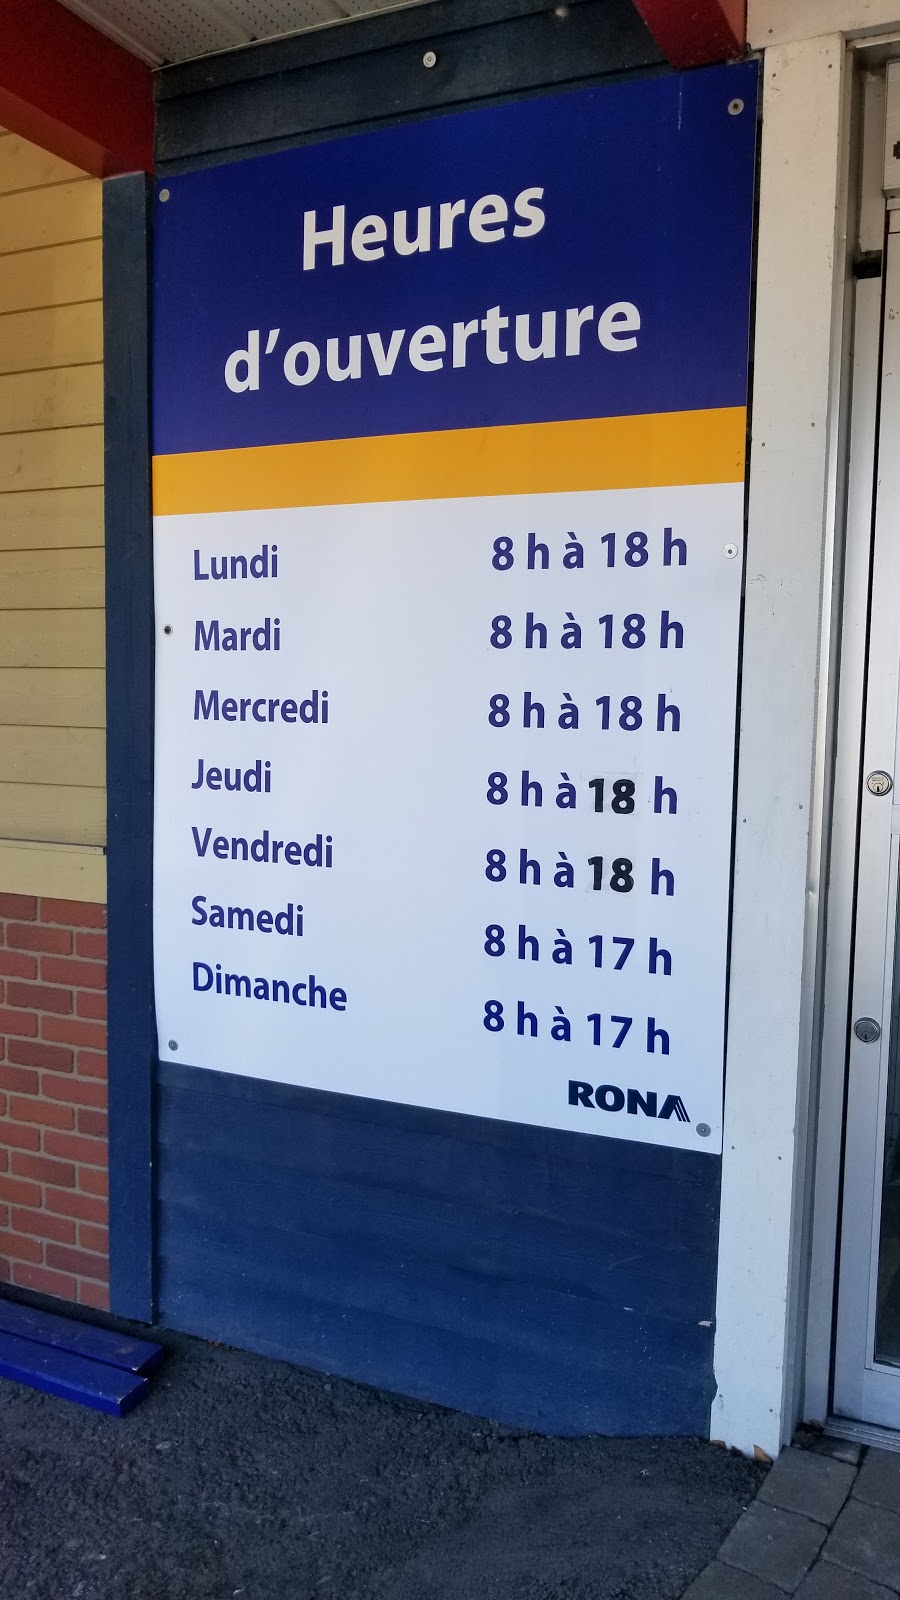 Heures
d'ouverture
Lundi 8 h à 18 h
Mardi 8 h à 18 h
Mercredi 8 h à 18 h
Jeudi 8 h à 18 h
Vendredi 8 h à 18 h
Samedi 8 h à 17 h
Dimanche 8 h à 17 h
RONA